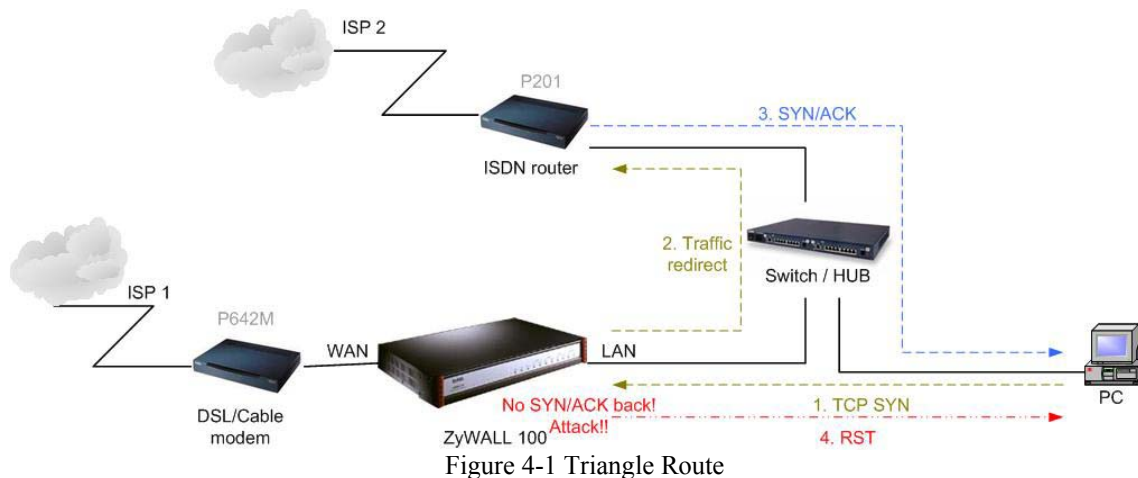 ISP 2
P201
3. SYN/ACK
ISDN router
2. Traffic
redirect
Switch / HUB
ISP 1
P642M
WAN
LAN
DSL/Cable
modem
No SYN/ACK back!
Attack!!
ZyWALL 100
1. TCP SYN
4. RST
PC
Figure 4-1 Triangle Route